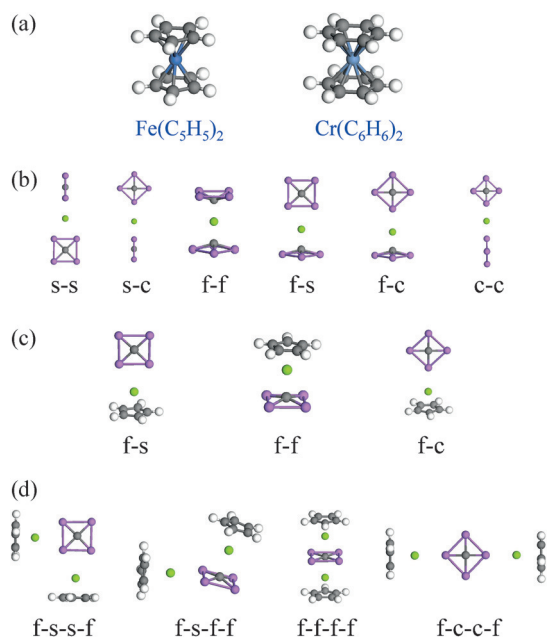 (a)
Fe(C₅H₅)₂ Cr(C₆H₆)₂
(b)
s-s s-c f-f f-s f-c c-c
(c)
f-s f-f f-c
(d)
f-s-s-f f-s-f-f f-f-f-f f-c-c-f